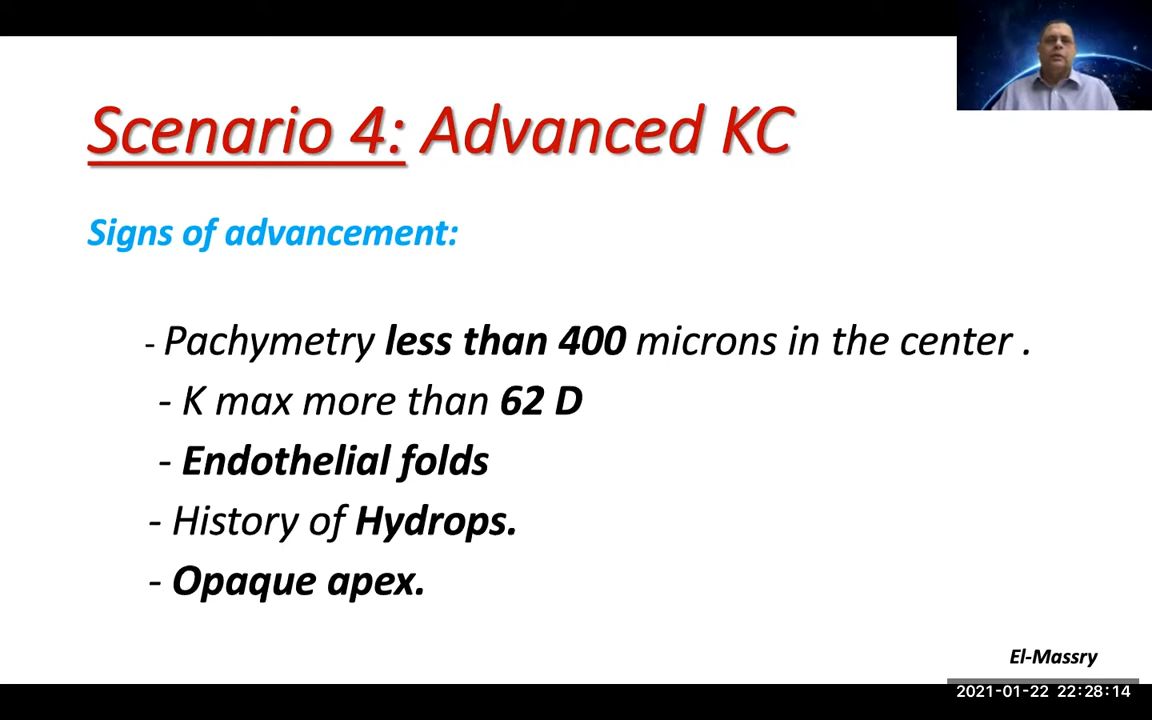 Scenario 4: Advanced KC
Signs of advancement:
- Pachymetry less than 400 microns in the center .
- K max more than 62 D
- Endothelial folds
- History of Hydrops.
- Opaque apex.
El-Massry
2021-01-22 22:28:14